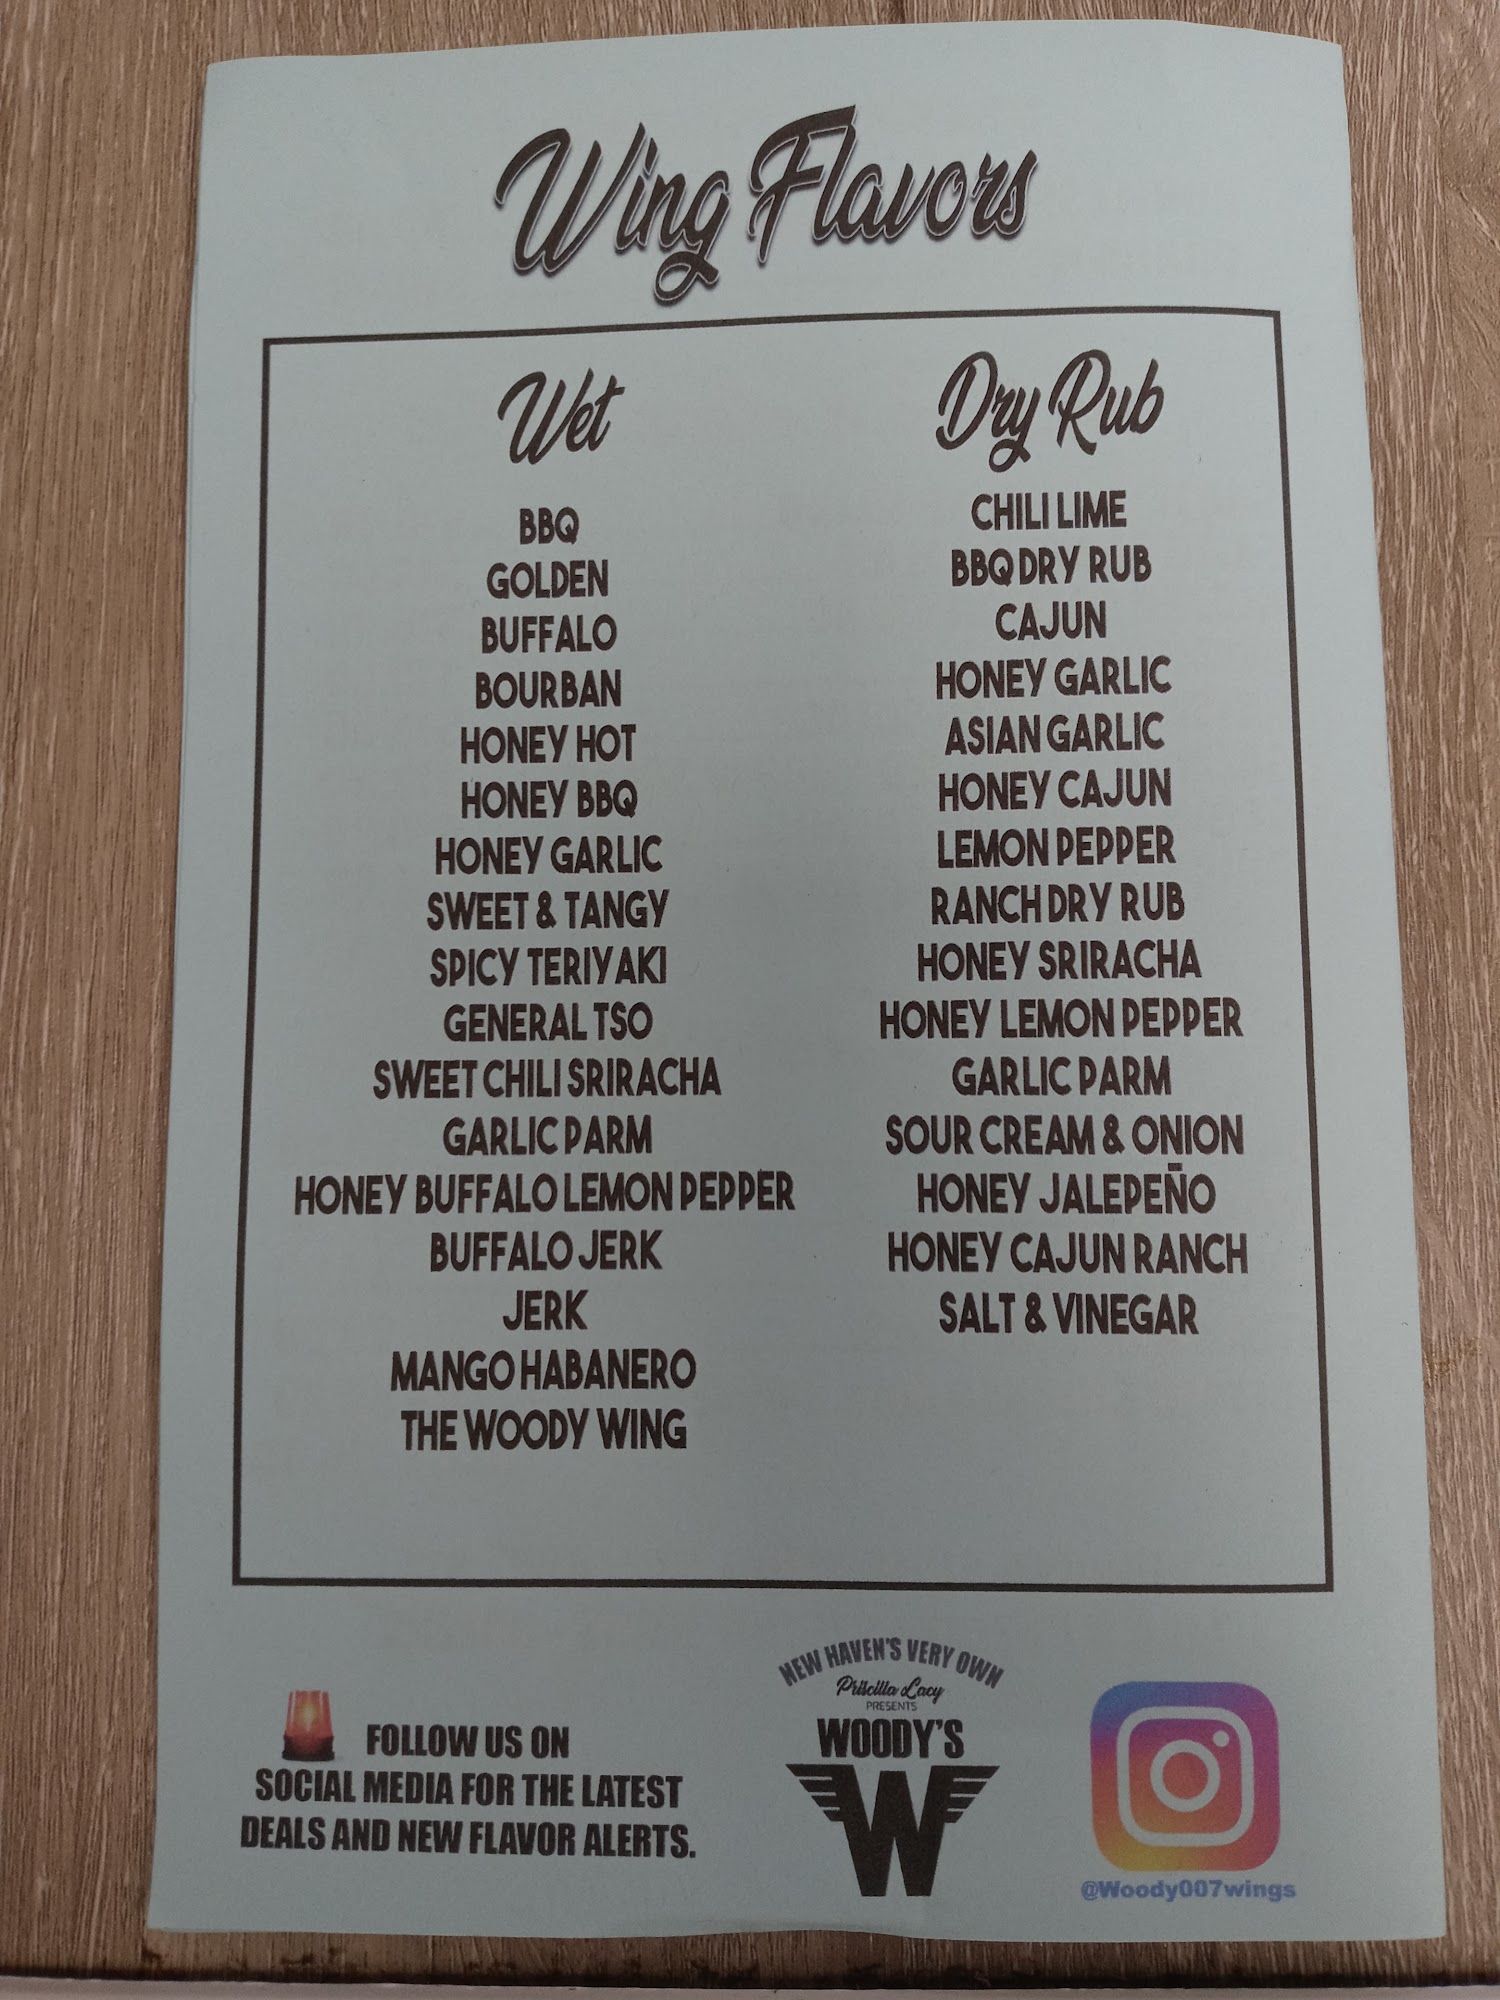 Wing Flavors
Wet
BBQ
GOLDEN
BUFFALO
BOURBAN
HONEY HOT
HONEY BBQ
HONEY GARLIC
SWEET & TANGY
SPICY TERIYAKI
GENERAL TSO
SWEET CHILI SRIRACHA
GARLIC PARM
HONEY BUFFALO LEMON PEPPER
BUFFALO JERK
JERK
MANGO HABANERO
THE WOODY WING
Dry Rub
CHILI LIME
BBQ DRY RUB
CAJUN
HONEY GARLIC
ASIAN GARLIC
HONEY CAJUN
LEMON PEPPER
RANCH DRY RUB
HONEY SRIRACHA
HONEY LEMON PEPPER
GARLIC PARM
SOUR CREAM & ONION
HONEY JALEPEÑO
HONEY CAJUN RANCH
SALT & VINEGAR
FOLLOW US ON
SOCIAL MEDIA FOR THE LATEST
DEALS AND NEW FLAVOR ALERTS.
NEW HAVEN'S VERY OWN
Priscilla Lacy
PRESENTS
WOODY'S
W
@Woody007wings